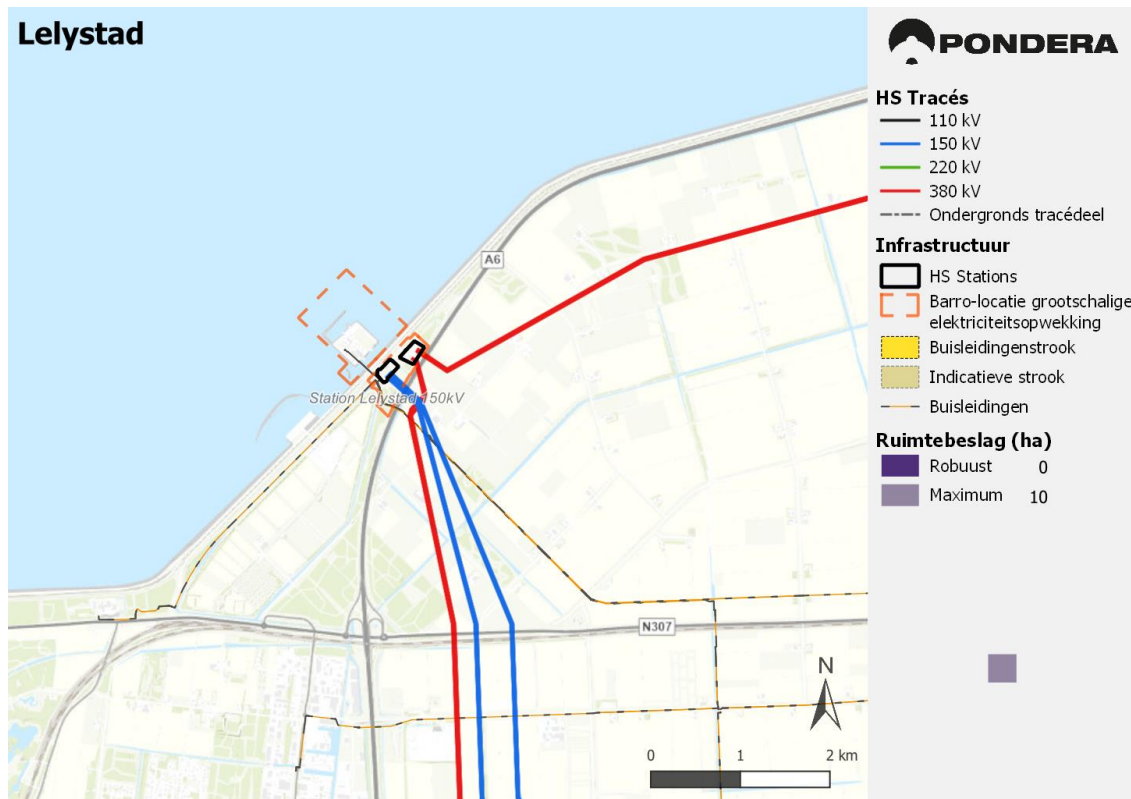 Lelystad
PONDERA
HS Tracés
110 kV
150 kV
220 kV
380 kV
Ondergronds tracédeel
Infrastructuur
HS Stations
Barro-locatie grootschalige
elektriciteitsopwekking
Buisleidingenstrook
Indicatieve strook
Buisleidingen
Ruimtebeslag (ha)
Robuust 0
Maximum 10
A6
Station Lelystad 150kV
N307
N
0 1 2 km